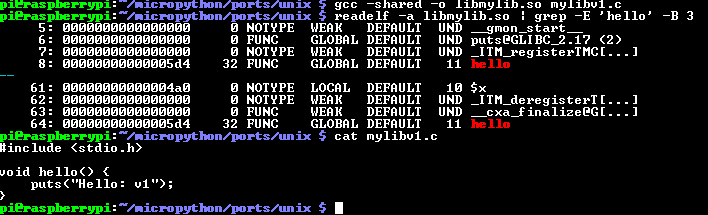 pi@raspberrypi:~/micropython/ports/unix $ gcc -shared -o libmylib.so mylibv1.c
pi@raspberrypi:~/micropython/ports/unix $ readelf -a libmylib.so | grep -E 'hello' -B 3
     5: 0000000000000000     0 NOTYPE  WEAK   DEFAULT  UND __gmon_start__
     6: 0000000000000000     0 FUNC    GLOBAL DEFAULT  UND puts@GLIBC_2.17 (2)
     7: 0000000000000000     0 NOTYPE  WEAK   DEFAULT  UND _ITM_registerTMC[...]
     8: 00000000000005d4    32 FUNC    GLOBAL DEFAULT   11 hello
--
    61: 00000000000004a0     0 NOTYPE  LOCAL  DEFAULT   10 $x
    62: 0000000000000000     0 NOTYPE  WEAK   DEFAULT  UND _ITM_deregisterT[...]
    63: 0000000000000000     0 FUNC    WEAK   DEFAULT  UND __cxa_finalize@G[...]
    64: 00000000000005d4    32 FUNC    GLOBAL DEFAULT   11 hello
pi@raspberrypi:~/micropython/ports/unix $ cat mylibv1.c
#include <stdio.h>
void hello() {
    puts("Hello: v1");
}
pi@raspberrypi:~/micropython/ports/unix $